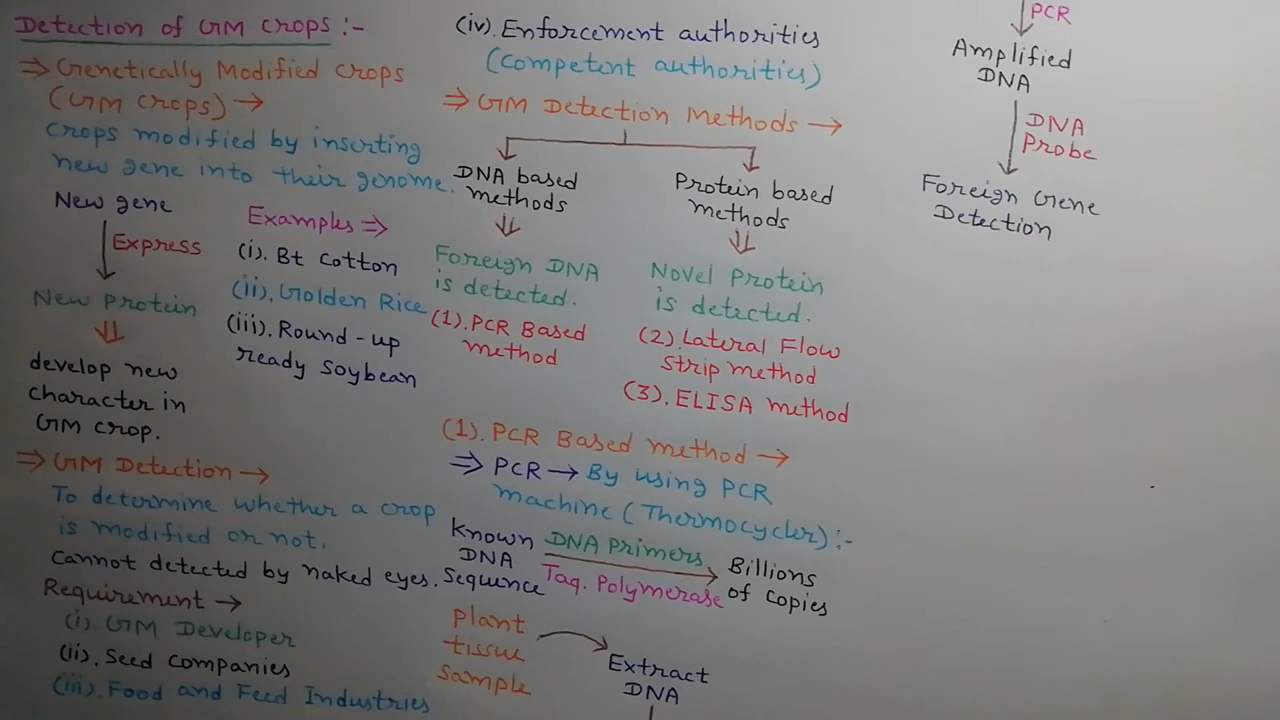 Detection of GM crops :-
⇒ Genetically Modified crops
(GM crops) →
crops modified by inserting
new gene into their genome.
New gene
Express
New Protein
develop new
character in
GM crop.
Examples ⇒
(i). Bt cotton
(ii). Golden Rice
(iii). Round-up
ready soybean
⇒ GM Detection →
To determine whether a crop
is modified or not.
Cannot detected by naked eyes.
Requirement →
(i). GM Developer
(ii). Seed companies
(iii). Food and Feed Industries
(iv). Enforcement authorities
(competent authorities)
⇒ GM Detection Methods →
DNA based
methods
Foreign DNA
is detected.
(1). PCR Based
method
Protein based
methods
Novel Protein
is detected.
(2). Lateral Flow
Strip method
(3). ELISA method
(1). PCR Based method →
⇒ PCR → By using PCR
machine (Thermocycler) :-
Known
DNA
Sequence
DNA Primers
Taq. Polymerase
Billions
of copies
plant
tissue
sample
Extract
DNA
PCR
Amplified
DNA
DNA
Probe
Foreign Gene
Detection